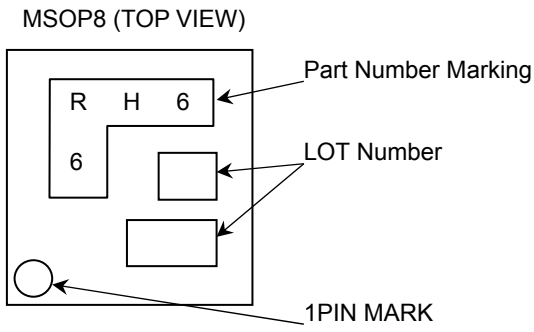 MSOP8 (TOP VIEW)
Part Number Marking
R H 6
6
LOT Number
1PIN MARK